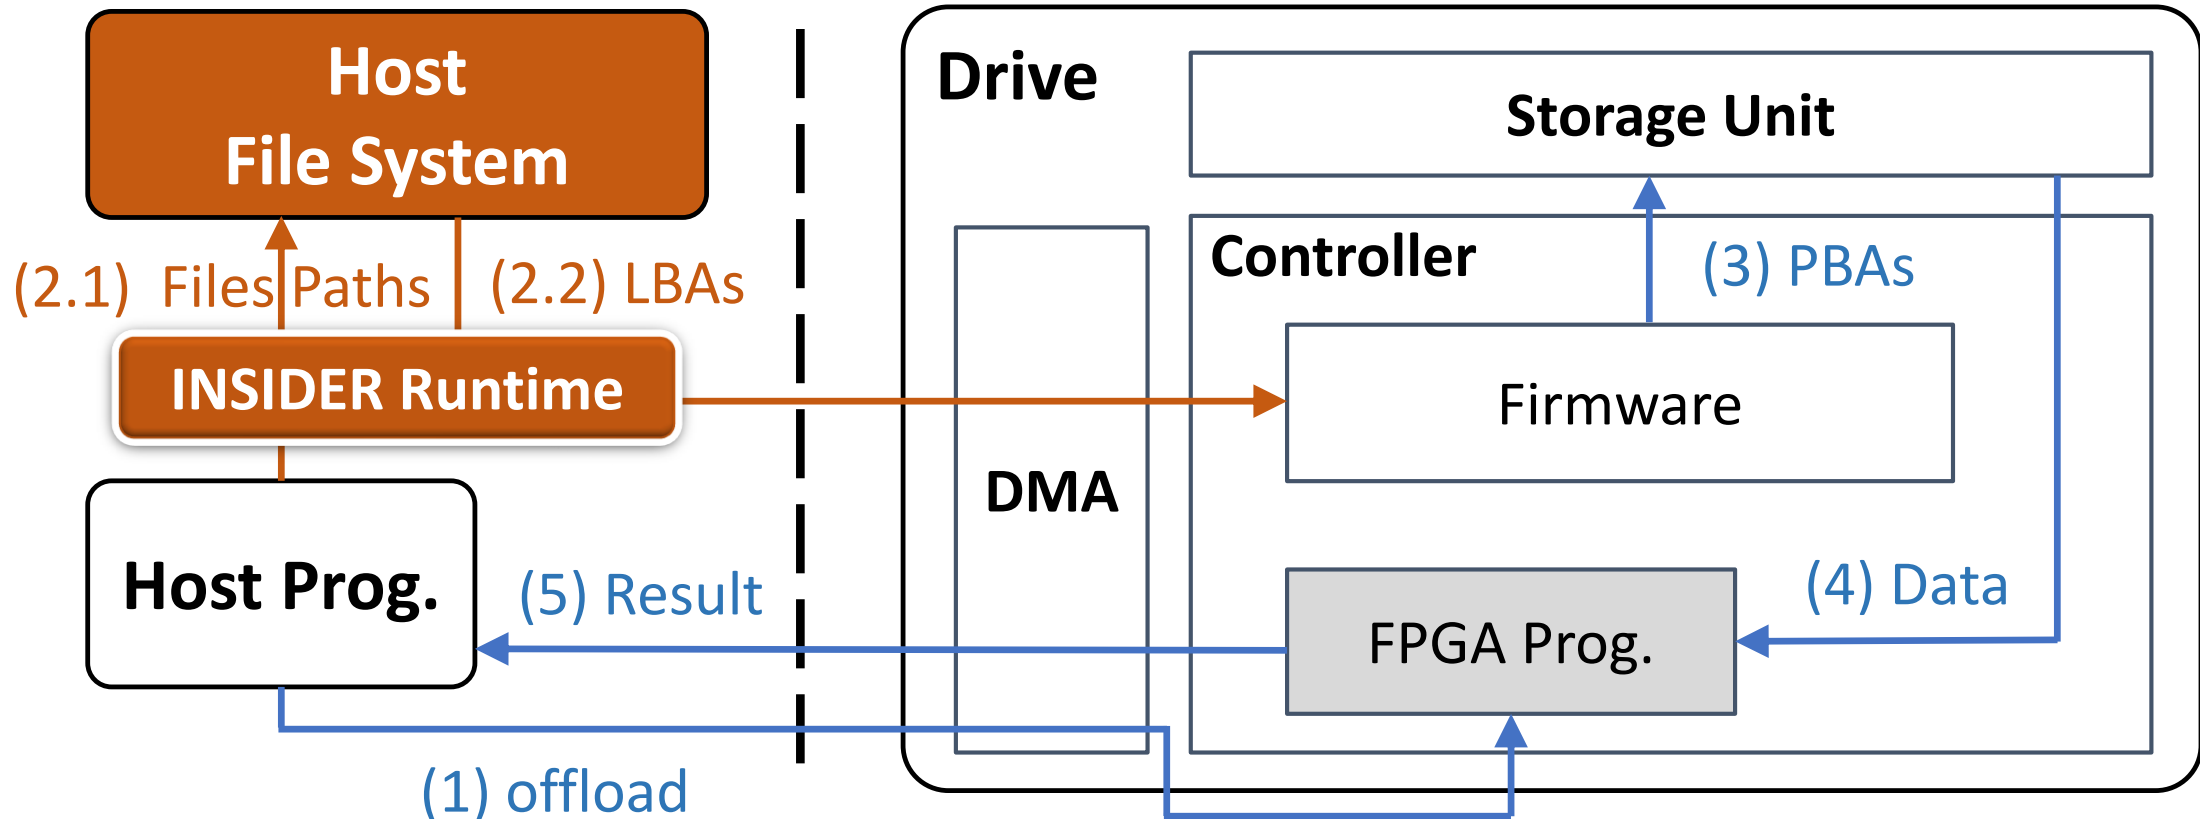 Host
File System
(2.1) Files Paths
(2.2) LBAs
INSIDER Runtime
Host Prog.
(5) Result
(1) offload
Drive
Storage Unit
Controller
(3) PBAs
Firmware
DMA
FPGA Prog.
(4) Data